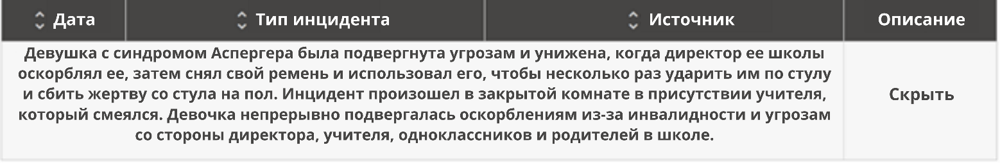 Дата Тип инцидента Источник Описание
Девушка с синдромом Аспергера была подвергнута угрозам и унижена, когда директор ее школы
оскорблял ее, затем снял свой ремень и использовал его, чтобы несколько раз ударить им по стулу
и сбить жертву со стула на пол. Инцидент произошел в закрытой комнате в присутствии учителя,
который смеялся. Девочка непрерывно подвергалась оскорблениям из-за инвалидности и угрозам
со стороны директора, учителя, одноклассников и родителей в школе.
Скрыть